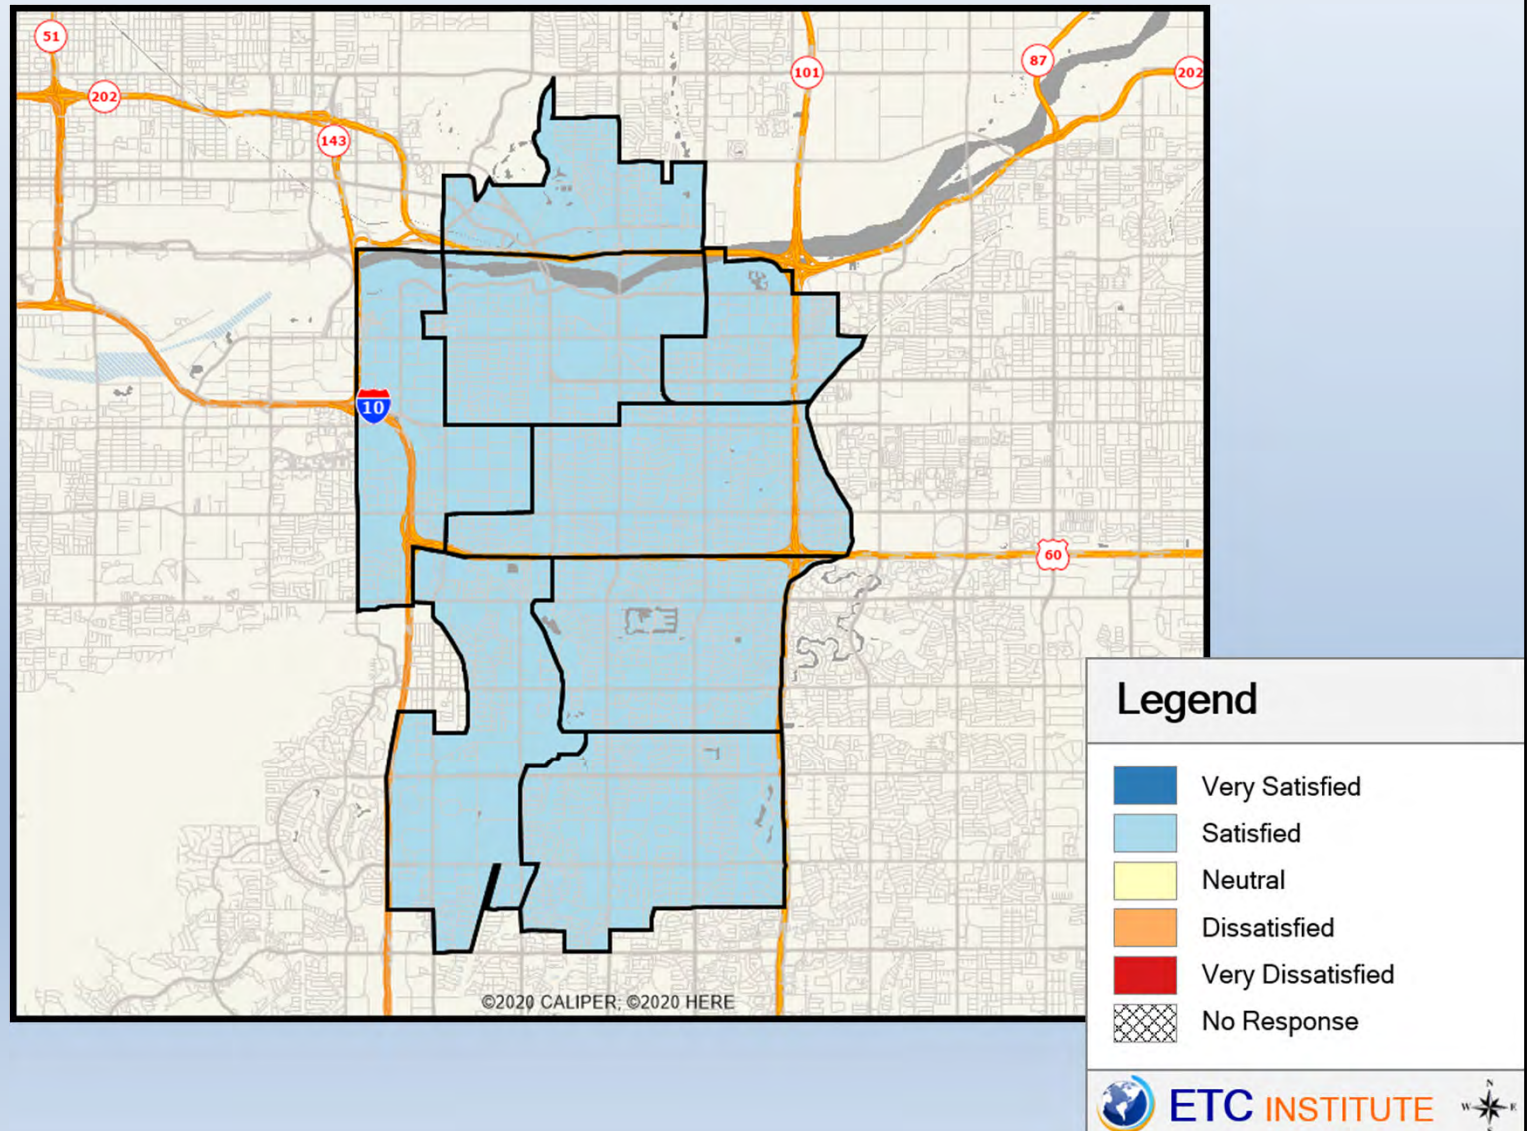 51
202
143
101
87
202
10
60
©2020 CALIPER; ©2020 HERE
Legend
Very Satisfied
Satisfied
Neutral
Dissatisfied
Very Dissatisfied
No Response
ETC INSTITUTE
N
W E
S